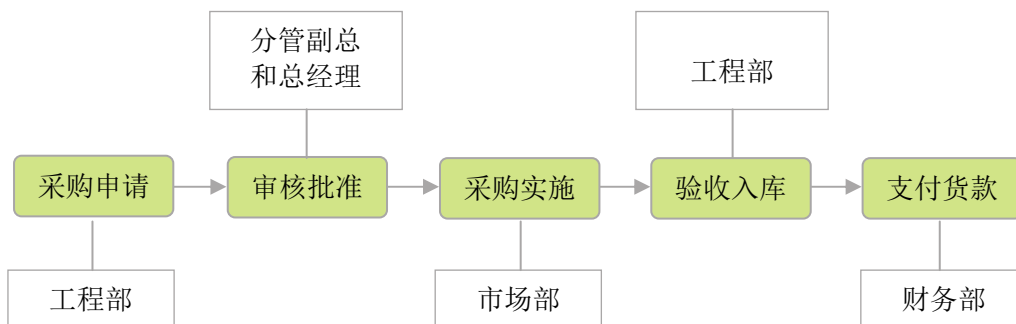 分管副总
和总经理
工程部
采购申请
审核批准
采购实施
验收入库
支付货款
工程部
市场部
财务部